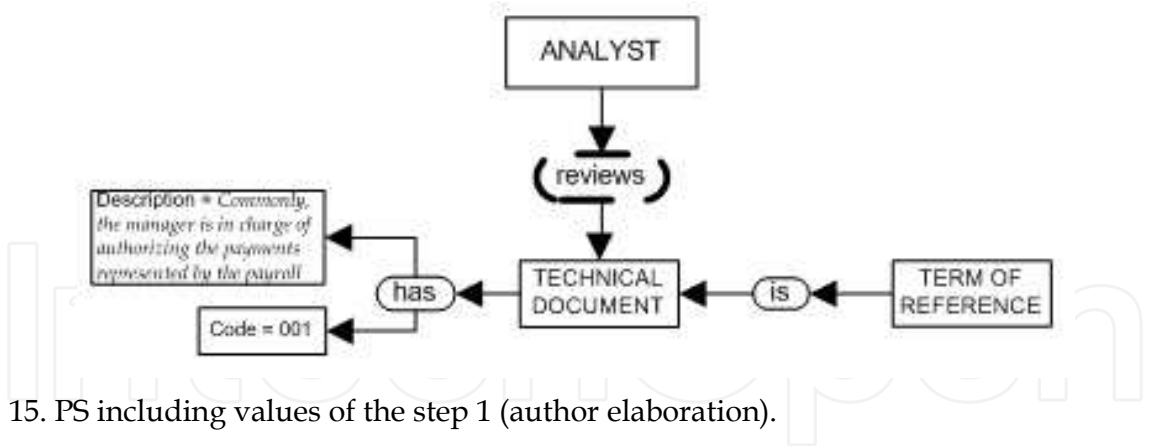 ANALYST
reviews
Description = Commonly,
the manager is in charge of
authorizing the payments
represented by the payroll
has
TECHNICAL
DOCUMENT
is
TERM OF
REFERENCE
Code = 001
IntechOpen
15. PS including values of the step 1 (author elaboration).